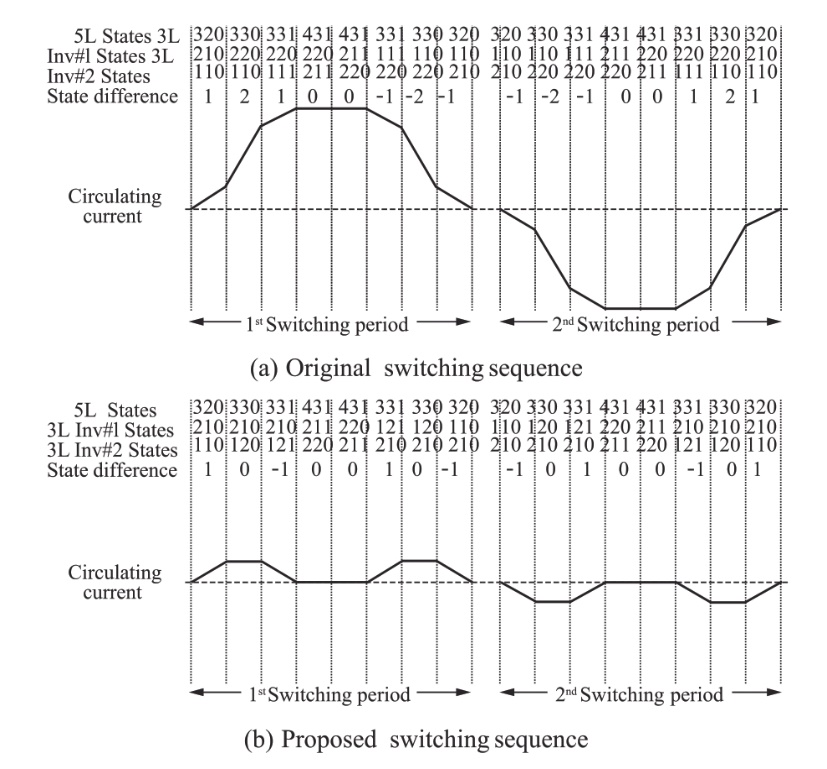 5L States 3L 320 330 331 431 431 331 330 320 320 330 331 431 431 331 330 320
Inv#l States 3L 210 220 220 220 211 111 110 110 110 110 111 211 220 220 220 210
Inv#2 States 110 110 111 211 220 220 220 210 210 220 220 220 211 111 110 110
State difference 1 2 1 0 0 -1 -2 -1 -1 -2 -1 0 0 1 2 1
Circulating
current
1st Switching period 2nd Switching period
(a) Original switching sequence
5L States 320 330 331 431 431 331 330 320 320 330 331 431 431 331 330 320
3L Inv#l States 210 210 210 211 220 121 120 110 110 120 121 220 211 210 210 210
3L Inv#2 States 110 120 121 220 211 210 210 210 210 210 210 211 220 121 120 110
State difference 1 0 -1 0 0 1 0 -1 -1 0 1 0 0 -1 0 1
Circulating
current
1st Switching period 2nd Switching period
(b) Proposed switching sequence